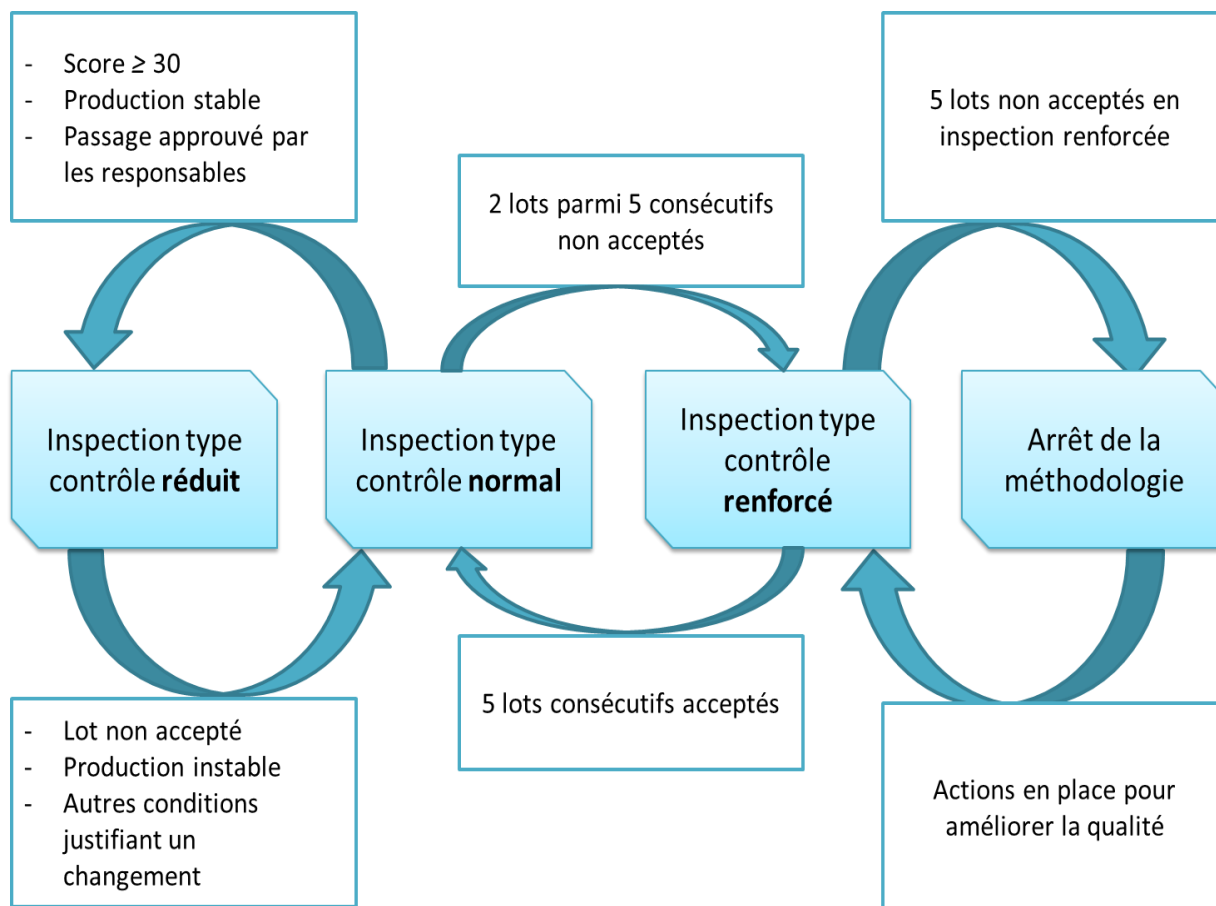 - Score ≥ 30
- Production stable
- Passage approuvé par
les responsables
2 lots parmi 5 consécutifs
non acceptés
5 lots non acceptés en
inspection renforcée
Inspection type
contrôle réduit
Inspection type
contrôle normal
Inspection type
contrôle
renforcé
Arrêt de la
méthodologie
- Lot non accepté
- Production instable
- Autres conditions
justifiant un
changement
5 lots consécutifs acceptés
Actions en place pour
améliorer la qualité